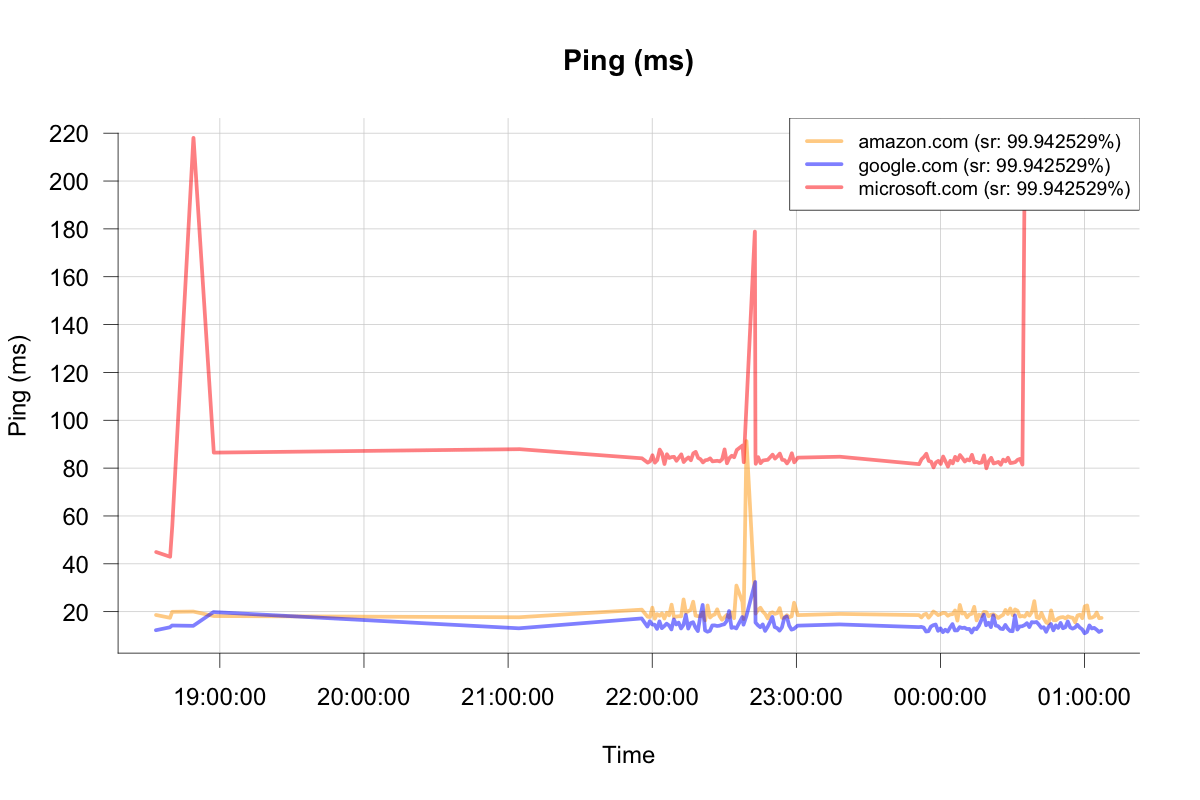 Ping (ms)
amazon.com (sr: 99.942529%)
google.com (sr: 99.942529%)
microsoft.com (sr: 99.942529%)
220
200
180
160
140
120
100
80
60
40
20
Ping (ms)
19:00:00 20:00:00 21:00:00 22:00:00 23:00:00 00:00:00 01:00:00
Time